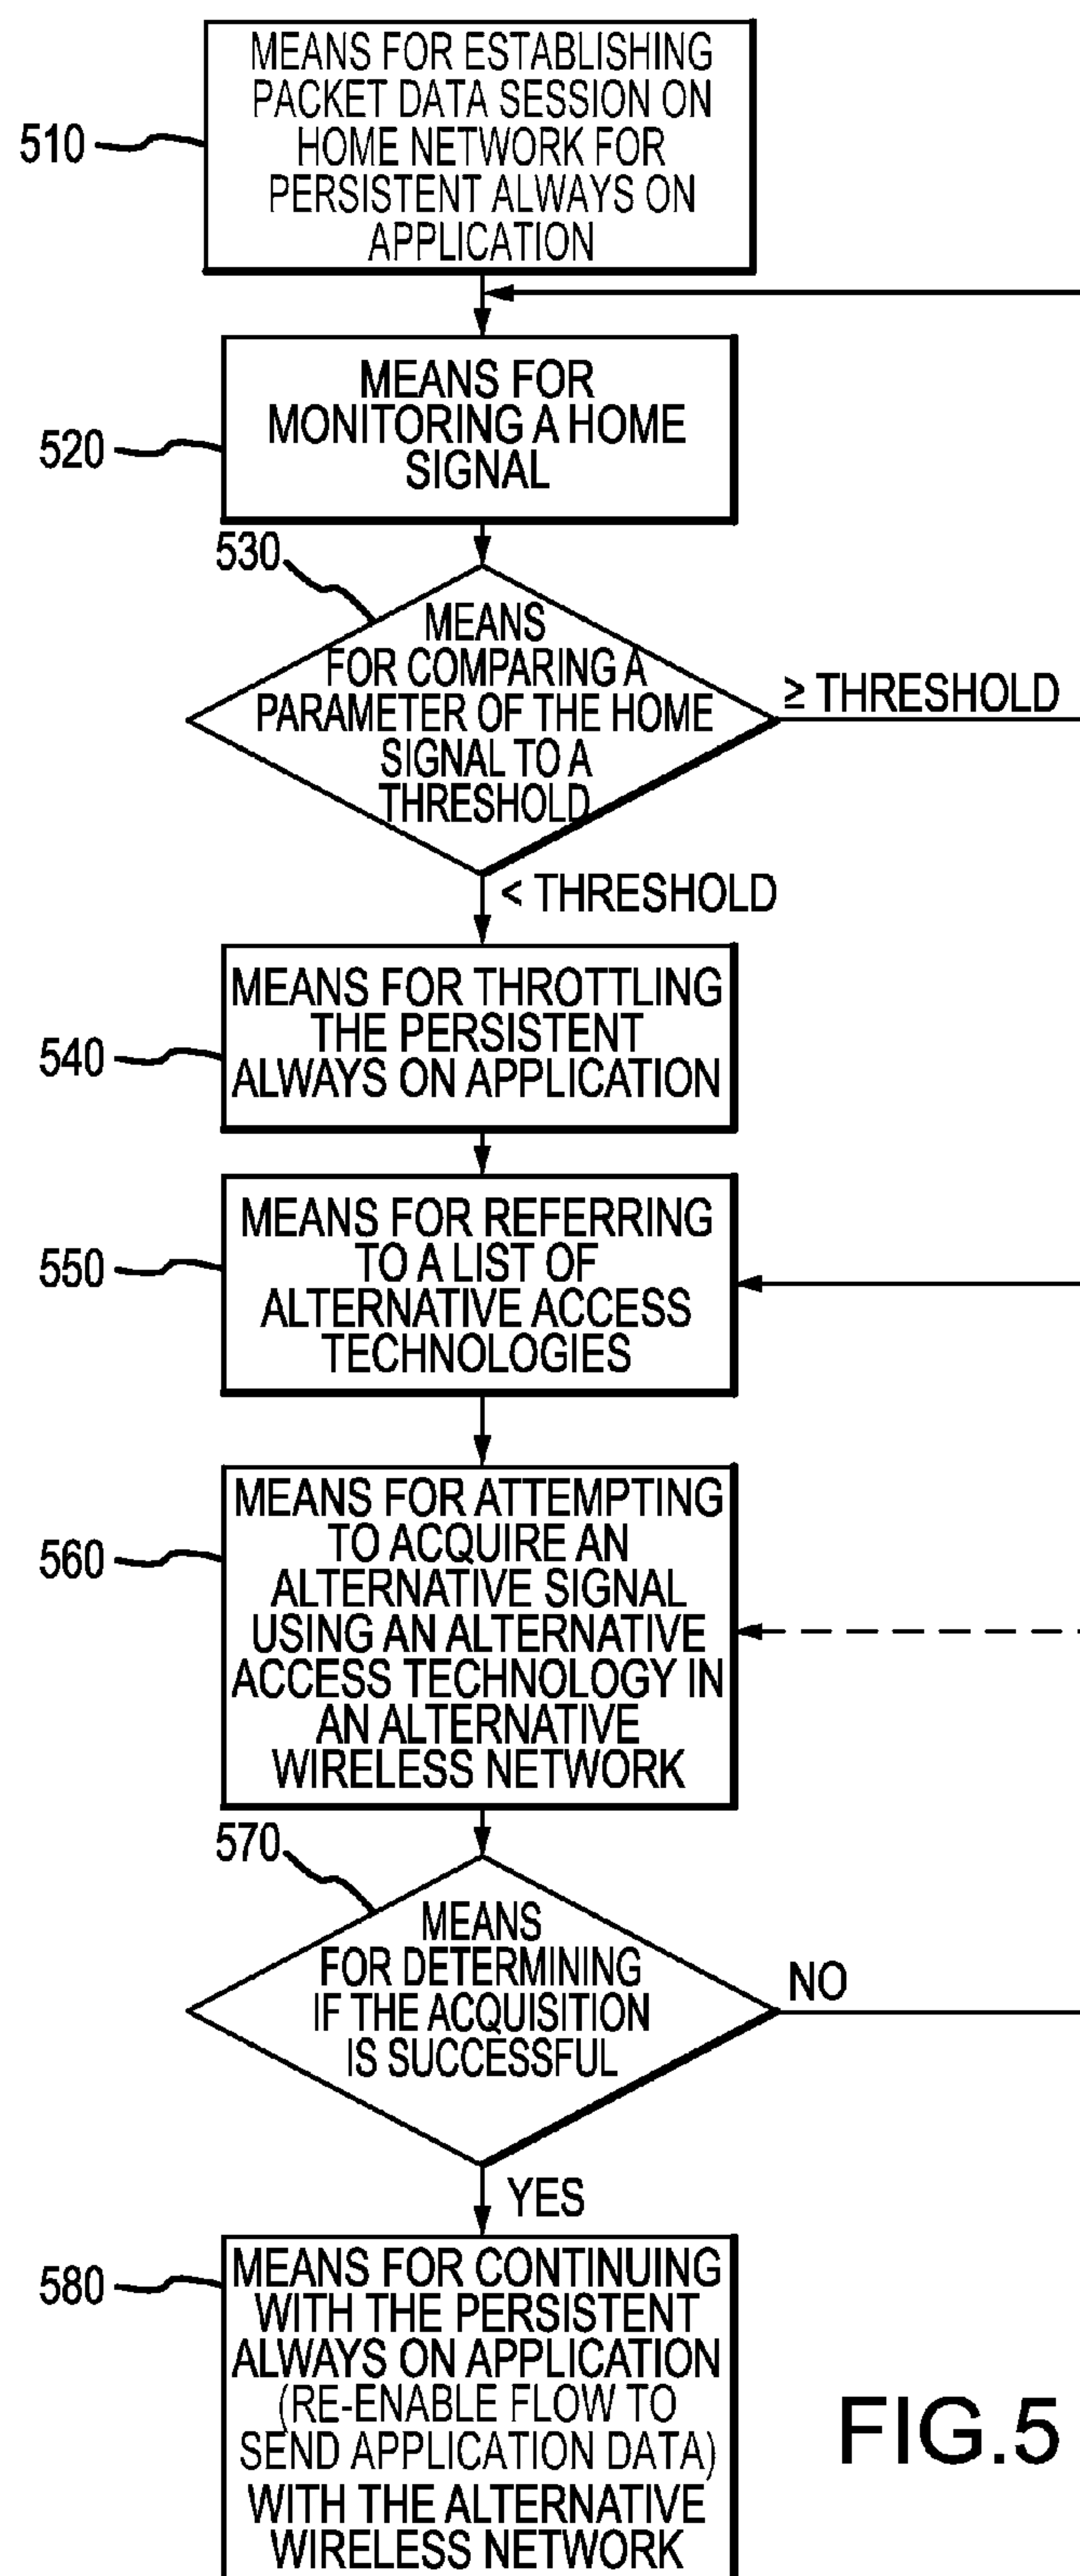 MEANS FOR ESTABLISHING
PACKET DATA SESSION ON
HOME NETWORK FOR
PERSISTENT ALWAYS ON
APPLICATION
510
MEANS FOR
MONITORING A HOME
SIGNAL
520
530
MEANS
FOR COMPARING A
PARAMETER OF THE HOME
SIGNAL TO A
THRESHOLD
≥ THRESHOLD
< THRESHOLD
MEANS FOR THROTTLING
THE PERSISTENT
ALWAYS ON APPLICATION
540
MEANS FOR REFERRING
TO A LIST OF
ALTERNATIVE ACCESS
TECHNOLOGIES
550
MEANS FOR ATTEMPTING
TO ACQUIRE AN
ALTERNATIVE SIGNAL
USING AN ALTERNATIVE
ACCESS TECHNOLOGY IN
AN ALTERNATIVE
WIRELESS NETWORK
560
570
MEANS
FOR DETERMINING
IF THE ACQUISITION
IS SUCCESSFUL
NO
YES
580
MEANS FOR CONTINUING
WITH THE PERSISTENT
ALWAYS ON APPLICATION
(RE-ENABLE FLOW TO
SEND APPLICATION DATA)
WITH THE ALTERNATIVE
WIRELESS NETWORK
FIG.5